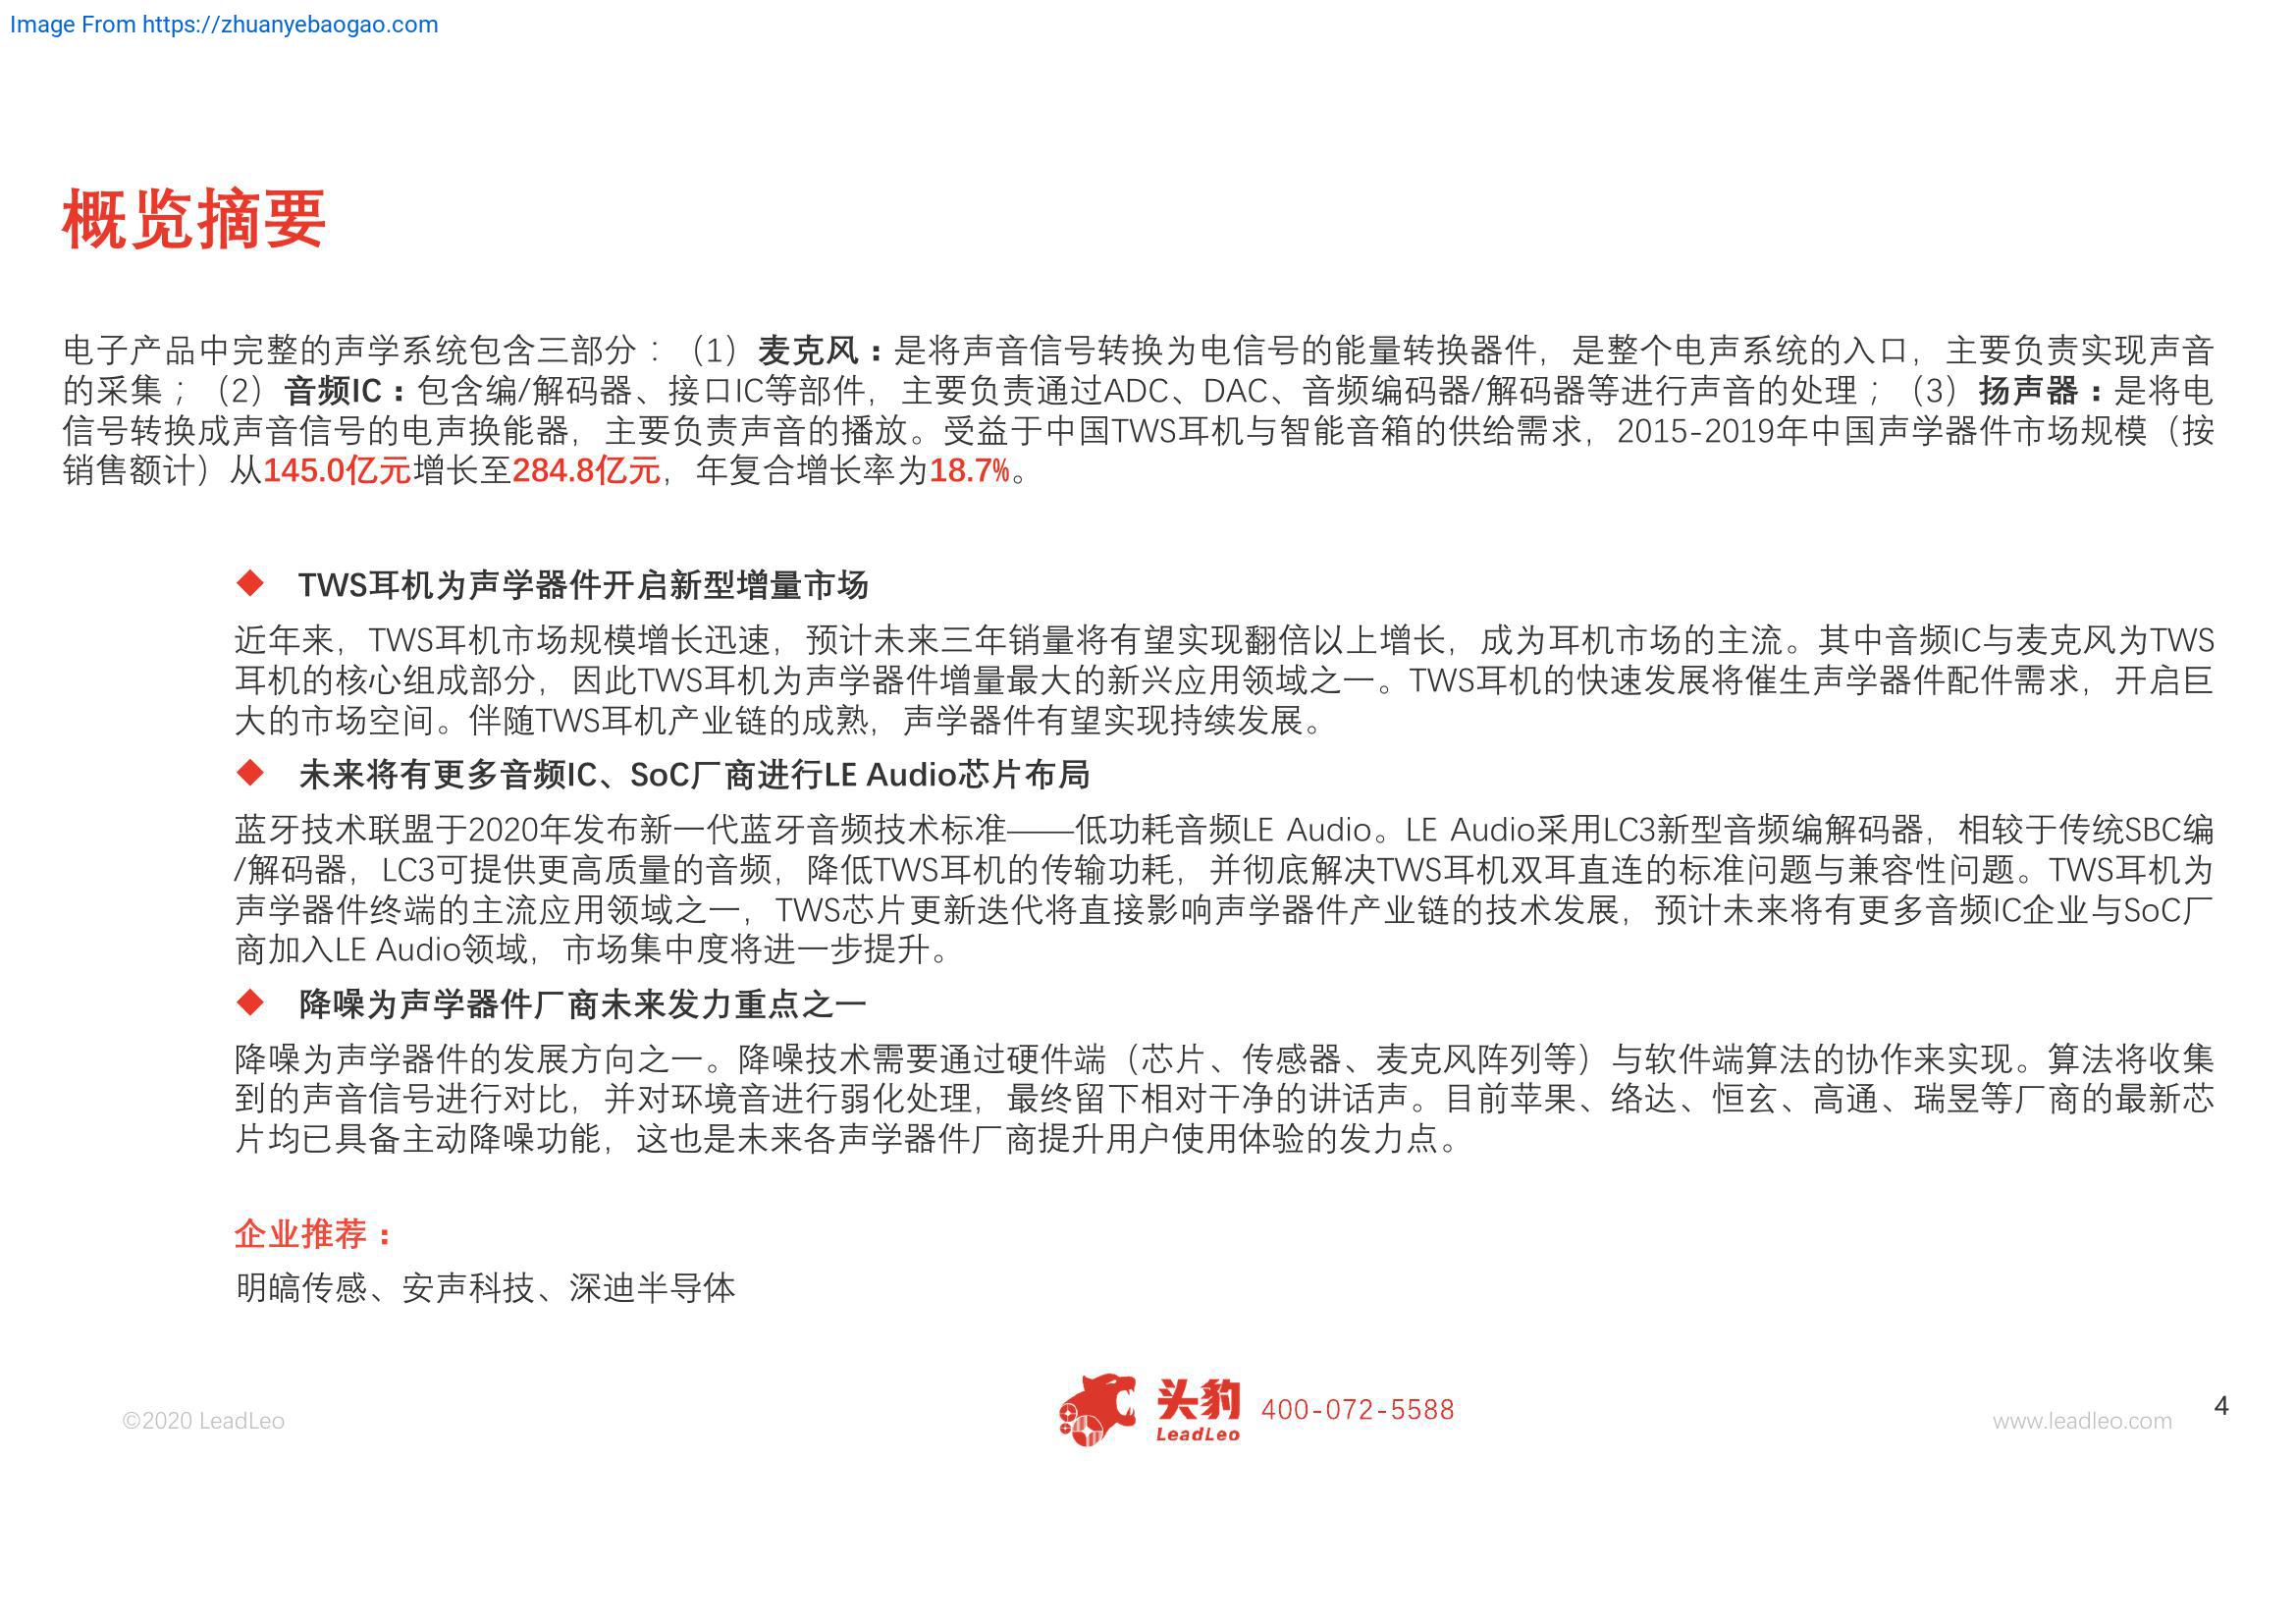 Image From https://zhuanyebaogao.com
概览摘要
电子产品中完整的声学系统包含三部分：（1）麦克风：是将声音信号转换为电信号的能量转换器件，是整个电声系统的入口，主要负责实现声音
的采集；（2）音频IC：包含编/解码器、接口IC等部件，主要负责通过ADC、DAC、音频编码器/解码器等进行声音的处理；（3）扬声器：是将电
信号转换成声音信号的电声换能器，主要负责声音的播放。受益于中国TWS耳机与智能音箱的供给需求，2015-2019年中国声学器件市场规模（按
销售额计）从145.0亿元增长至284.8亿元，年复合增长率为18.7%。
◆ TWS耳机为声学器件开启新型增量市场
近年来，TWS耳机市场规模增长迅速，预计未来三年销量将有望实现翻倍以上增长，成为耳机市场的主流。其中音频IC与麦克风为TWS
耳机的核心组成部分，因此TWS耳机为声学器件增量最大的新兴应用领域之一。TWS耳机的快速发展将催生声学器件配件需求，开启巨
大的市场空间。伴随TWS耳机产业链的成熟，声学器件有望实现持续发展。
◆ 未来将有更多音频IC、SoC厂商进行LE Audio芯片布局
蓝牙技术联盟于2020年发布新一代蓝牙音频技术标准——低功耗音频LE Audio。LE Audio采用LC3新型音频编解码器，相较于传统SBC编
/解码器，LC3可提供更高质量的音频，降低TWS耳机的传输功耗，并彻底解决TWS耳机双耳直连的标准问题与兼容性问题。TWS耳机为
声学器件终端的主流应用领域之一，TWS芯片更新迭代将直接影响声学器件产业链的技术发展，预计未来将有更多音频IC企业与SoC厂
商加入LE Audio领域，市场集中度将进一步提升。
◆ 降噪为声学器件厂商未来发力重点之一
降噪为声学器件的发展方向之一。降噪技术需要通过硬件端（芯片、传感器、麦克风阵列等）与软件端算法的协作来实现。算法将收集
到的声音信号进行对比，并对环境音进行弱化处理，最终留下相对干净的讲话声。目前苹果、络达、恒玄、高通、瑞昱等厂商的最新芯
片均已具备主动降噪功能，这也是未来各声学器件厂商提升用户使用体验的发力点。
企业推荐：
明皜传感、安声科技、深迪半导体
©2020 LeadLeo
头豹
LeadLeo
400-072-5588
www.leadleo.com
4